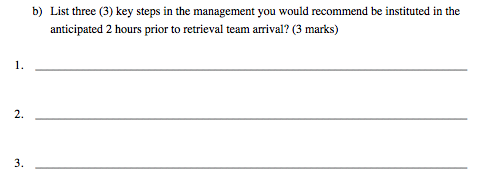 b) List three (3) key steps in the management you would recommend be instituted in the
anticipated 2 hours prior to retrieval team arrival? (3 marks)
1.
2.
3.